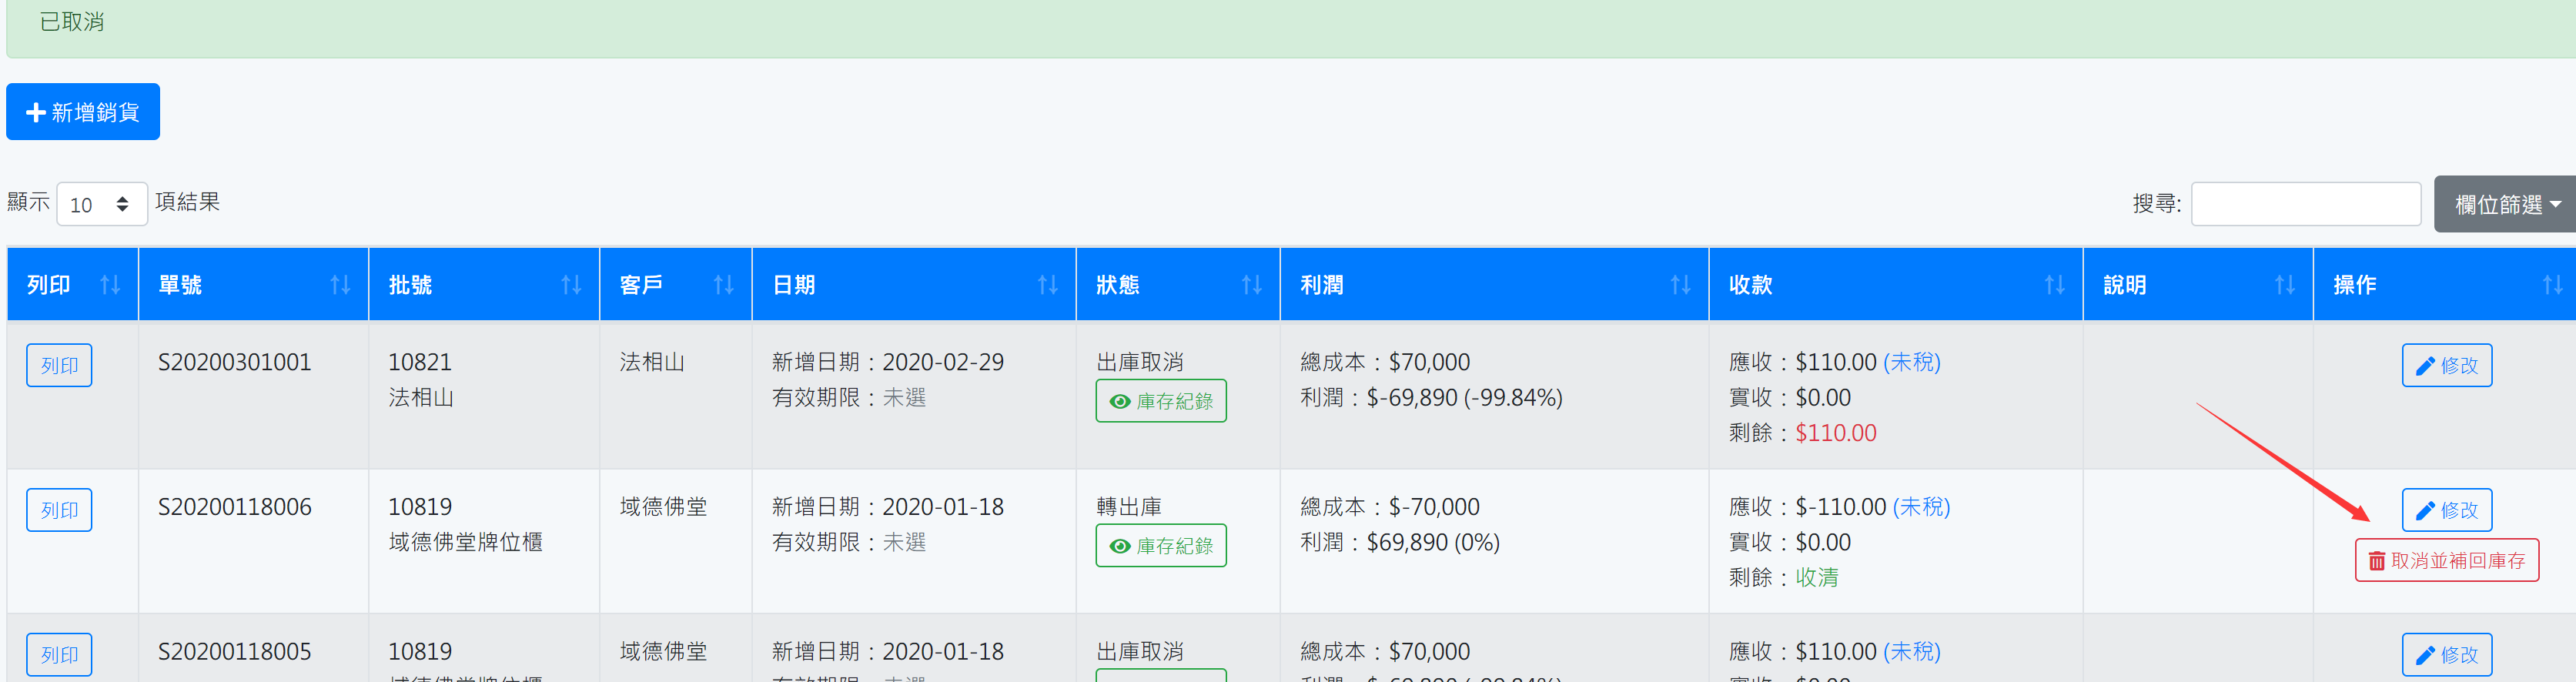 已取消
新增銷貨
顯示 10 項結果
搜尋: 欄位篩選
列印 單號 批號 客戶 日期 狀態 利潤 收款 說明 操作
列印 S20200301001 10821 法相山 新增日期：2020-02-29 出庫取消 總成本：$70,000 應收：$110.00 (未稅) 修改
法相山 有效期限：未選 庫存紀錄 利潤：$-69,890 (-99.84%) 實收：$0.00
剩餘：$110.00
列印 S20200118006 10819 域德佛堂 新增日期：2020-01-18 轉出庫 總成本：$-70,000 應收：$-110.00 (未稅) 修改
域德佛堂牌位櫃 有效期限：未選 庫存紀錄 利潤：$69,890 (0%) 實收：$0.00 取消並補回庫存
剩餘：收清
列印 S20200118005 10819 域德佛堂 新增日期：2020-01-18 出庫取消 總成本：$70,000 應收：$110.00 (未稅) 修改